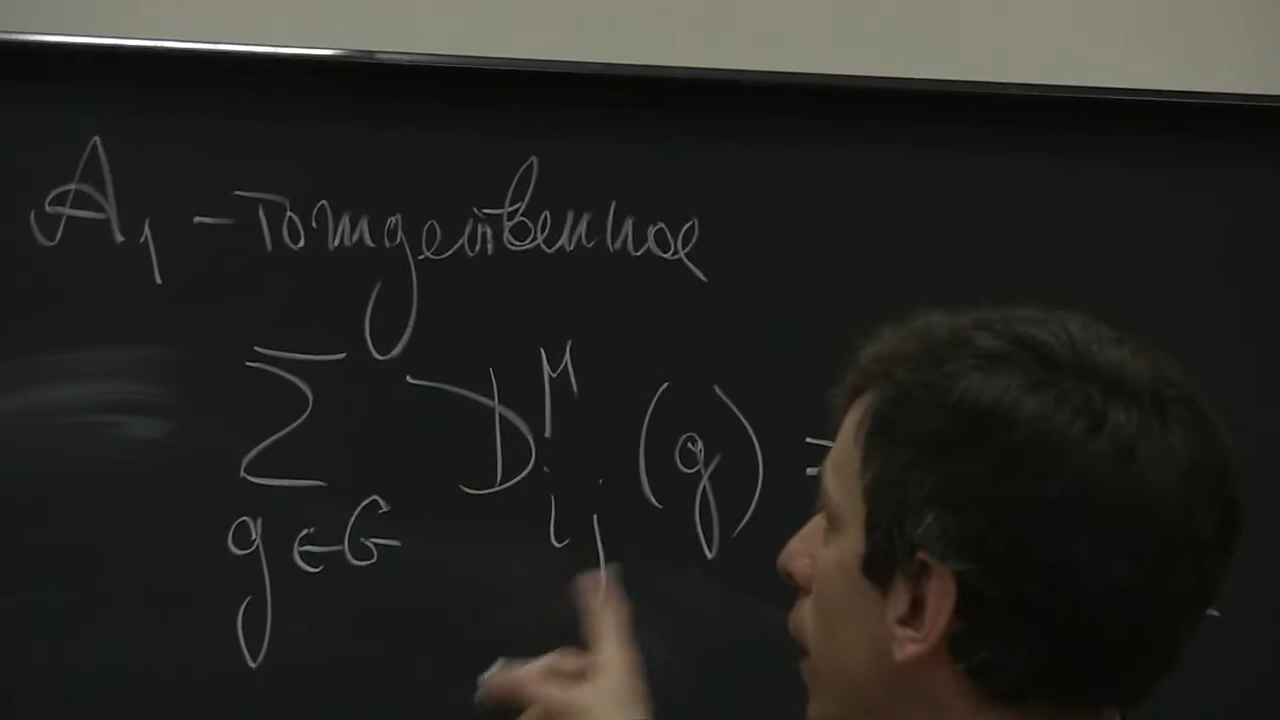 A₁ - тождественное
∑ D^μ_{ij} (g) =
g ∈ G